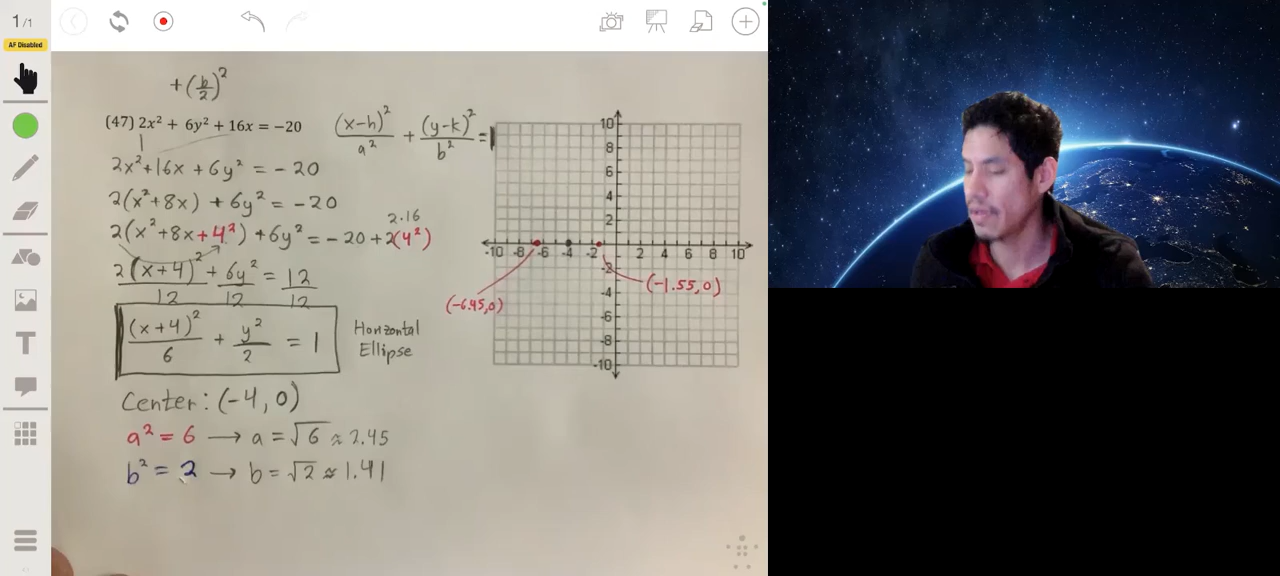 1/1
AF Disabled
+(b/2)²
(47) 2x² + 6y² + 16x = −20
(x-h)²/a² + (y-k)²/b² = 1
2x²+16x + 6y² = -20
2(x²+8x) + 6y² = -20
2·16
2(x²+8x+4²) + 6y² = -20 + 2(4²)
2(x+4)²/12 + 6y²/12 = 12/12
(x+4)²/6 + y²/2 = 1
Horizontal
Ellipse
Center: (-4, 0)
a² = 6 → a = √6 ≈ 2.45
b² = 2 → b = √2 ≈ 1.41
10
8
6
4
2
-10 -8 -6 -4 -2 2 4 6 8 10
-2
-4
-6
-8
-10
(-6.45,0)
(-1.55,0)
T